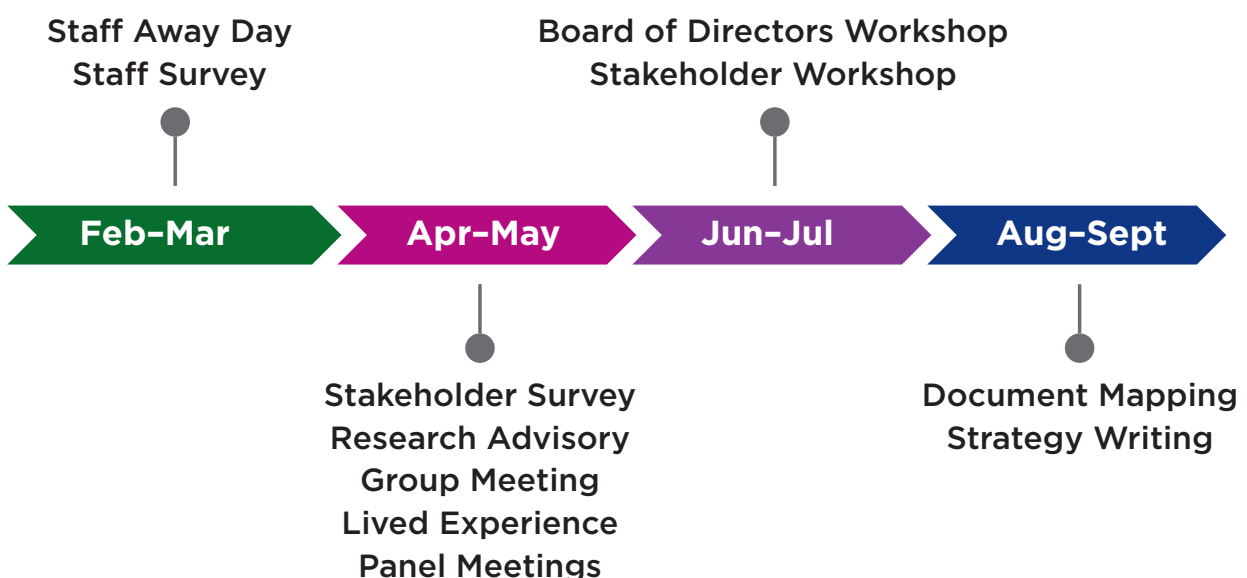 Staff Away Day
Staff Survey
Board of Directors Workshop
Stakeholder Workshop
Feb–Mar
Apr–May
Jun–Jul
Aug–Sept
Stakeholder Survey
Research Advisory
Group Meeting
Lived Experience
Panel Meetings
Document Mapping
Strategy Writing